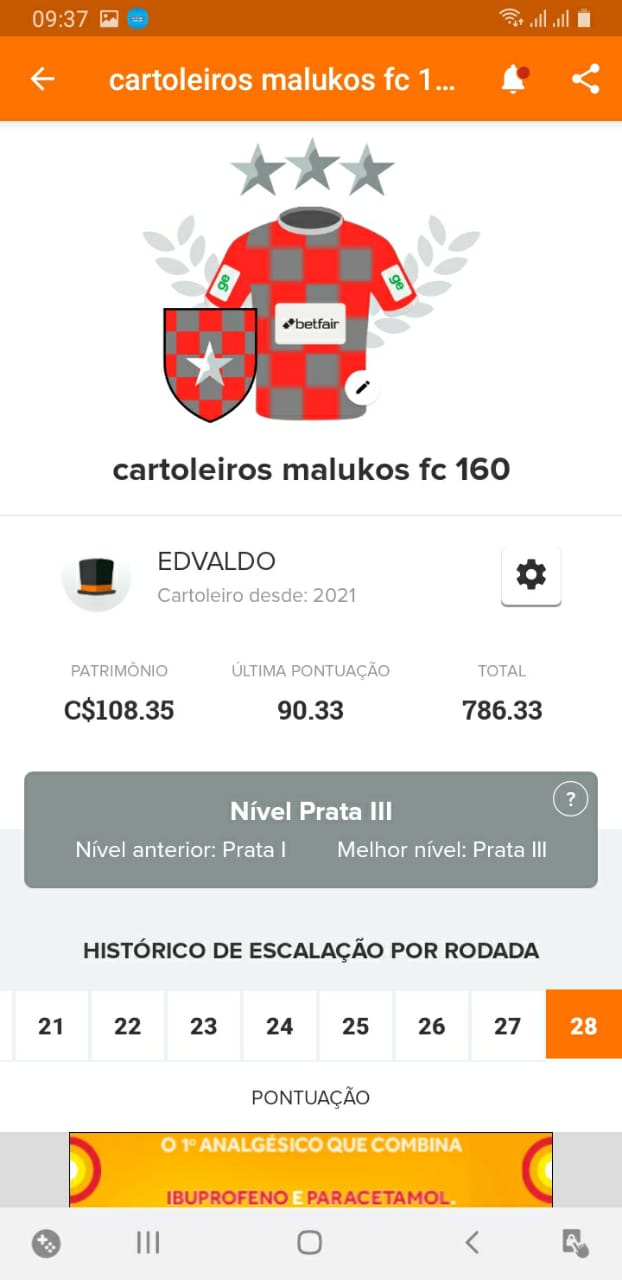 09:37
cartoleiros malukos fc 1...
ge
ge
betfair
cartoleiros malukos fc 160
EDVALDO
Cartoleiro desde: 2021
PATRIMÔNIO ÚLTIMA PONTUAÇÃO TOTAL
C$108.35 90.33 786.33
Nível Prata III ?
Nível anterior: Prata I Melhor nível: Prata III
HISTÓRICO DE ESCALAÇÃO POR RODADA
21 22 23 24 25 26 27 28
PONTUAÇÃO
O 1º ANALGÉSICO QUE COMBINA
IBUPROFENO E PARACETAMOL.